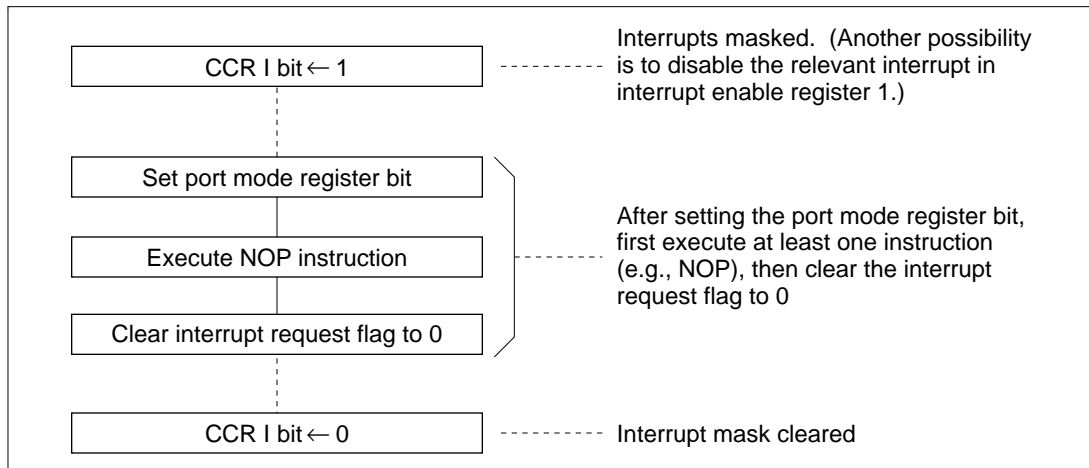 CCR I bit ← 1
Interrupts masked. (Another possibility
is to disable the relevant interrupt in
interrupt enable register 1.)
Set port mode register bit
Execute NOP instruction
Clear interrupt request flag to 0
After setting the port mode register bit,
first execute at least one instruction
(e.g., NOP), then clear the interrupt
request flag to 0
CCR I bit ← 0
Interrupt mask cleared